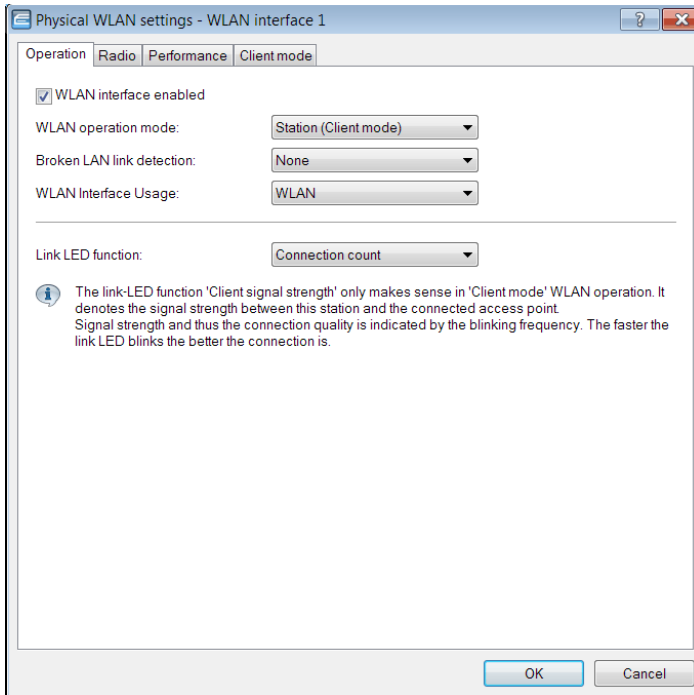 Physical WLAN settings - WLAN interface 1
Operation Radio Performance Client mode
WLAN interface enabled
WLAN operation mode: Station (Client mode)
Broken LAN link detection: None
WLAN Interface Usage: WLAN
Link LED function: Connection count
The link-LED function 'Client signal strength' only makes sense in 'Client mode' WLAN operation. It
denotes the signal strength between this station and the connected access point.
Signal strength and thus the connection quality is indicated by the blinking frequency. The faster the
link LED blinks the better the connection is.
OK Cancel